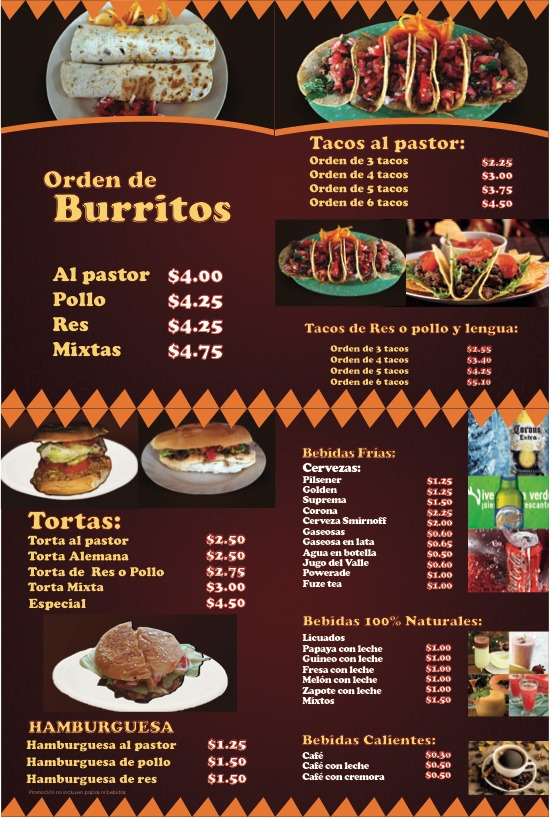 Orden de
Burritos
Al pastor $4.00
Pollo $4.25
Res $4.25
Mixtas $4.75
Tacos al pastor:
Orden de 3 tacos $2.25
Orden de 4 tacos $3.00
Orden de 5 tacos $3.75
Orden de 6 tacos $4.50
Tacos de Res o pollo y lengua:
Orden de 3 tacos $2.55
Orden de 4 tacos $3.40
Orden de 5 tacos $4.25
Orden de 6 tacos $5.10
Tortas:
Torta al pastor $2.50
Torta Alemana $2.50
Torta de Res o Pollo $2.75
Torta Mixta $3.00
Especial $4.50
HAMBURGUESA
Hamburguesa al pastor $1.25
Hamburguesa de pollo $1.50
Hamburguesa de res $1.50
Promoción no incluyen papas ni bebidas
Bebidas Frías:
Cervezas:
Pilsener $1.25
Golden $1.25
Suprema $1.50
Corona $2.25
Cerveza Smirnoff $2.00
Gaseosas $0.60
Gaseosa en lata $0.65
Agua en botella $0.50
Jugo del Valle $0.60
Powerade $1.00
Fuze tea $1.00
Corona
Extra
Vive verde
Bebidas 100% Naturales:
Licuados
Papaya con leche $1.00
Guineo con leche $1.00
Fresa con leche $1.00
Melón con leche $1.00
Zapote con leche $1.00
Mixtos $1.50
Bebidas Calientes:
Café $0.30
Café con leche $0.50
Café con cremora $0.50